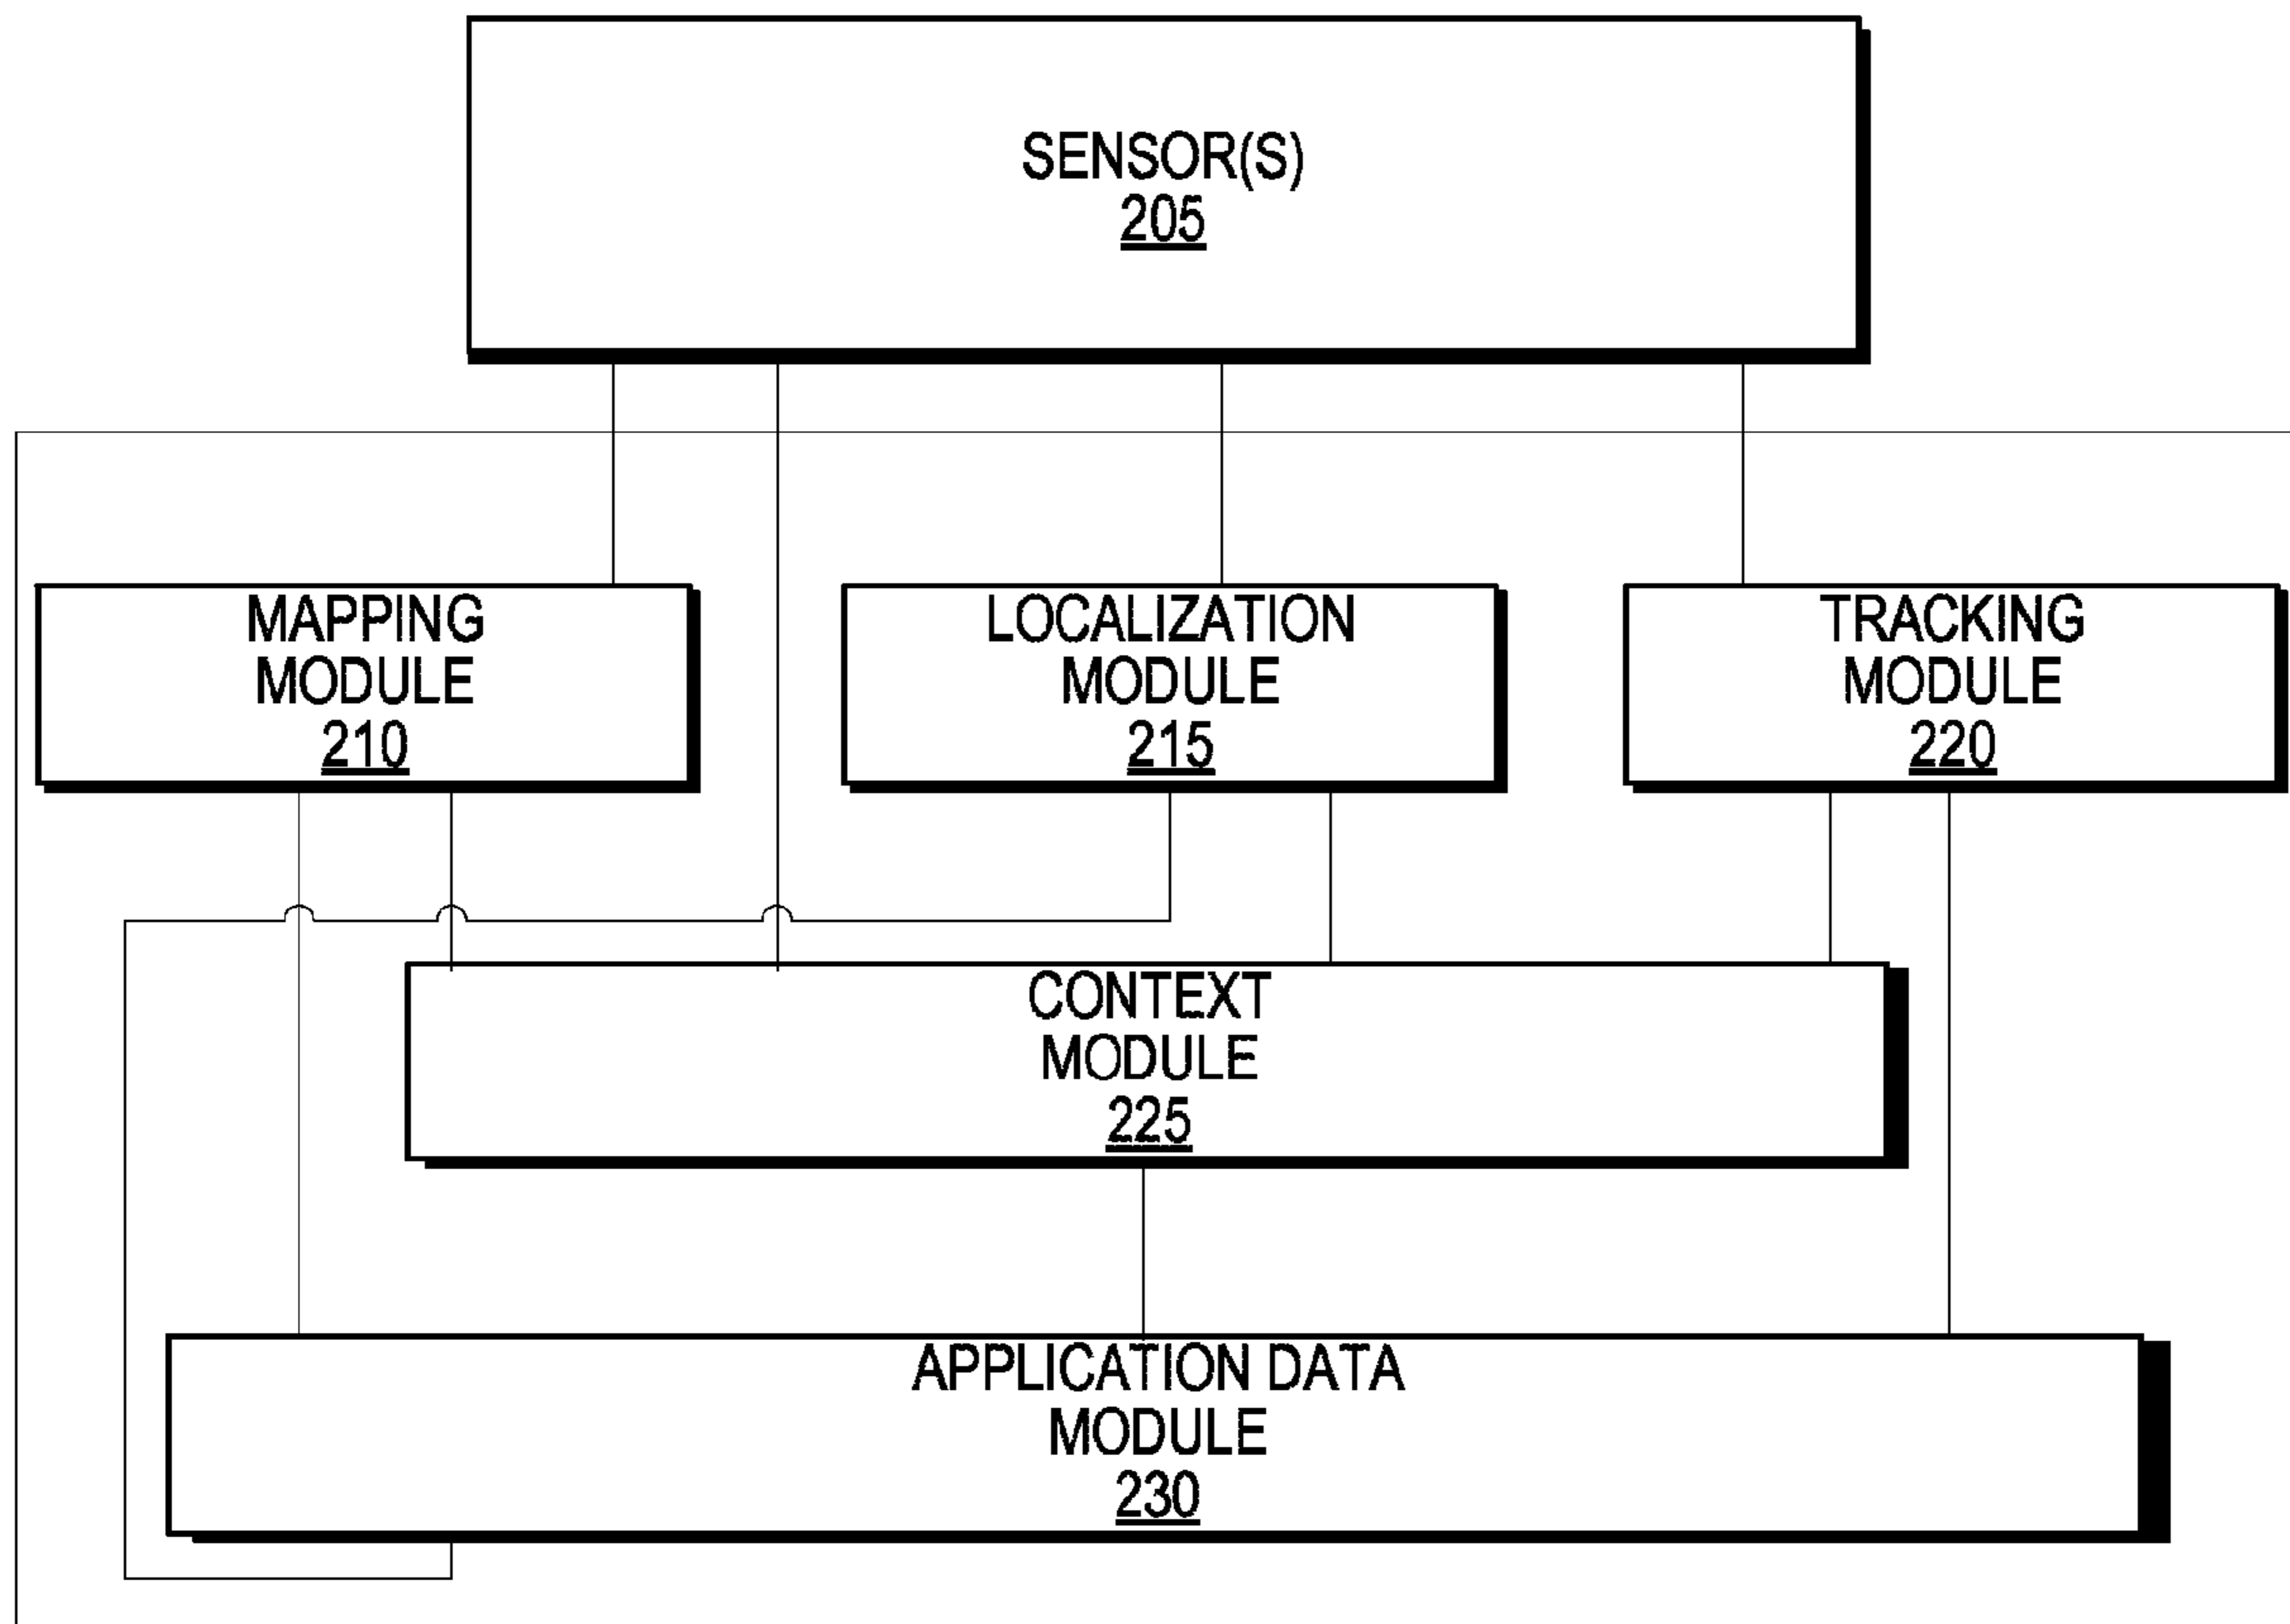 SENSOR(S)
205
MAPPING
MODULE
210
LOCALIZATION
MODULE
215
TRACKING
MODULE
220
CONTEXT
MODULE
225
APPLICATION DATA
MODULE
230